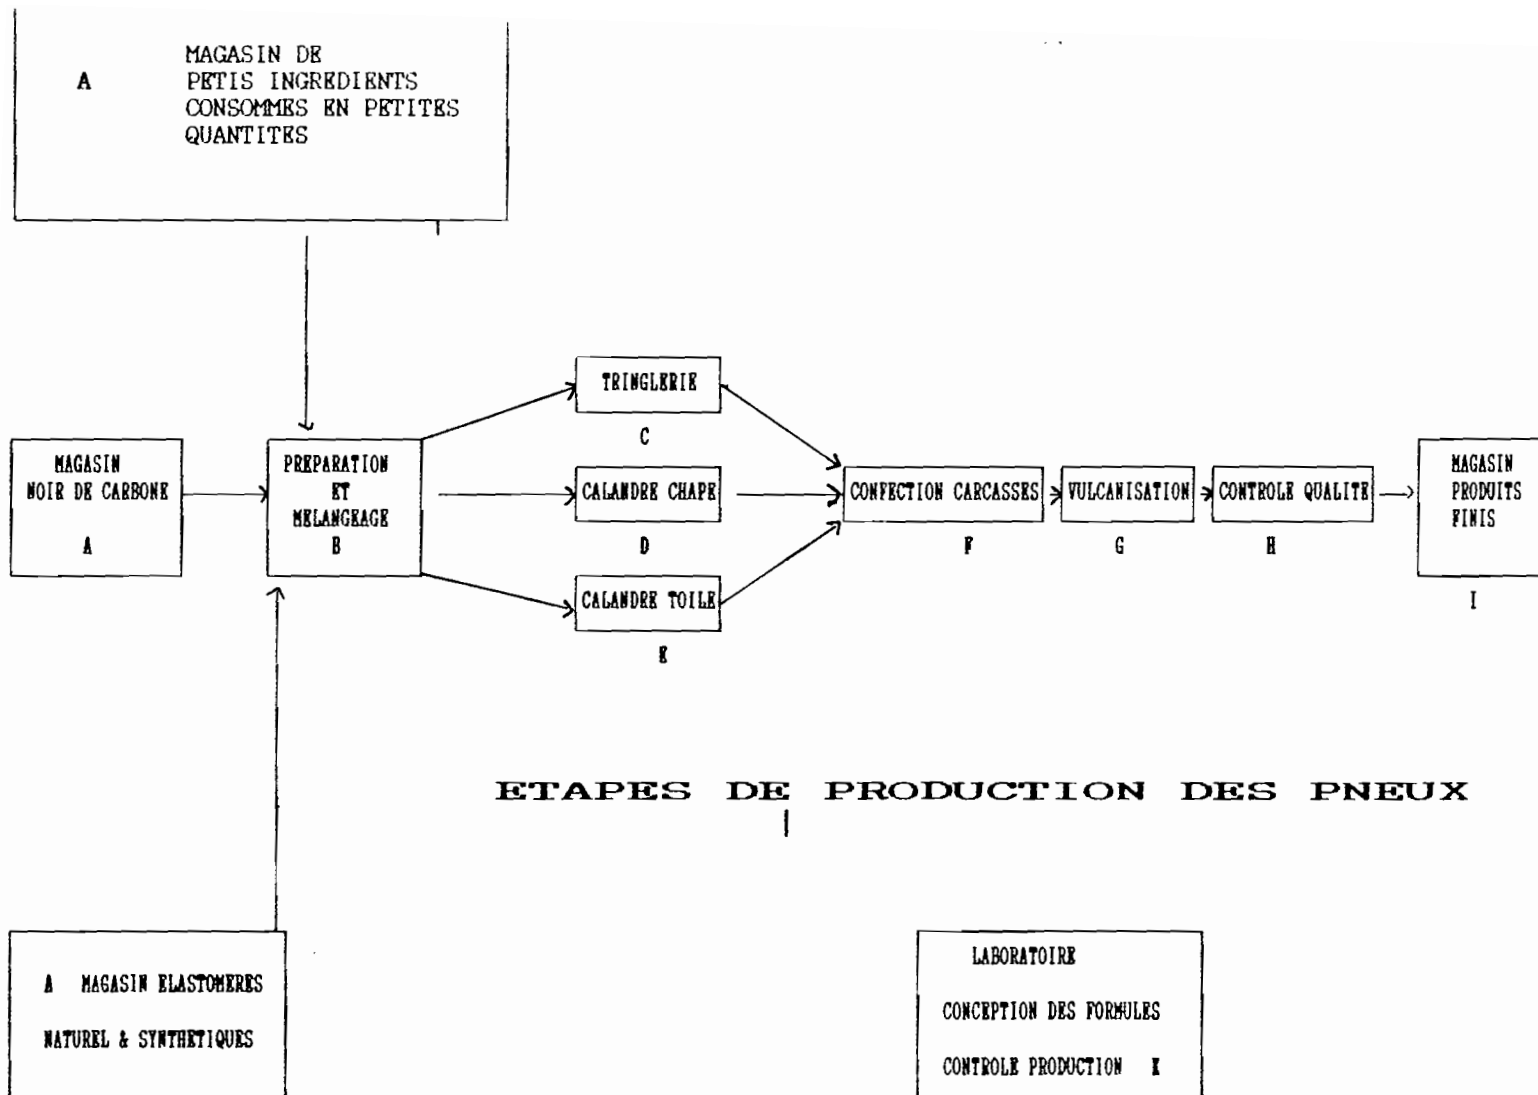 MAGASIN DE
A PETIS INGREDIENTS
CONSOMMES EN PETITES
QUANTITES
TRINGLERIE
C
MAGASIN
NOIR DE CARBONE
A
PREPARATION
ET
MELANGEAGE
B
CALANDRE CHAPE
D
CALANDRE TOILE
E
CONFECTION CARCASSES
F
VULCANISATION
G
CONTROLE QUALITE
H
MAGASIN
PRODUITS
FINIS
I
ETAPES DE PRODUCTION DES PNEUX
A MAGASIN ELASTOMERES
NATUREL & SYNTHETIQUES
LABORATOIRE
CONCEPTION DES FORMULES
CONTROLE PRODUCTION